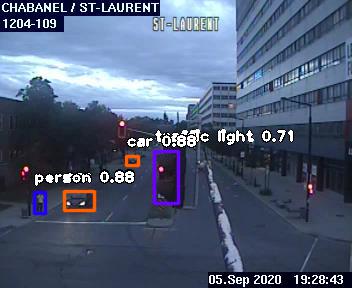 CHABANEL / ST-LAURENT
1204-109
ST-LAURENT
car 0.88
traffic light 0.71
person 0.88
05.Sep 2020 19:28:43